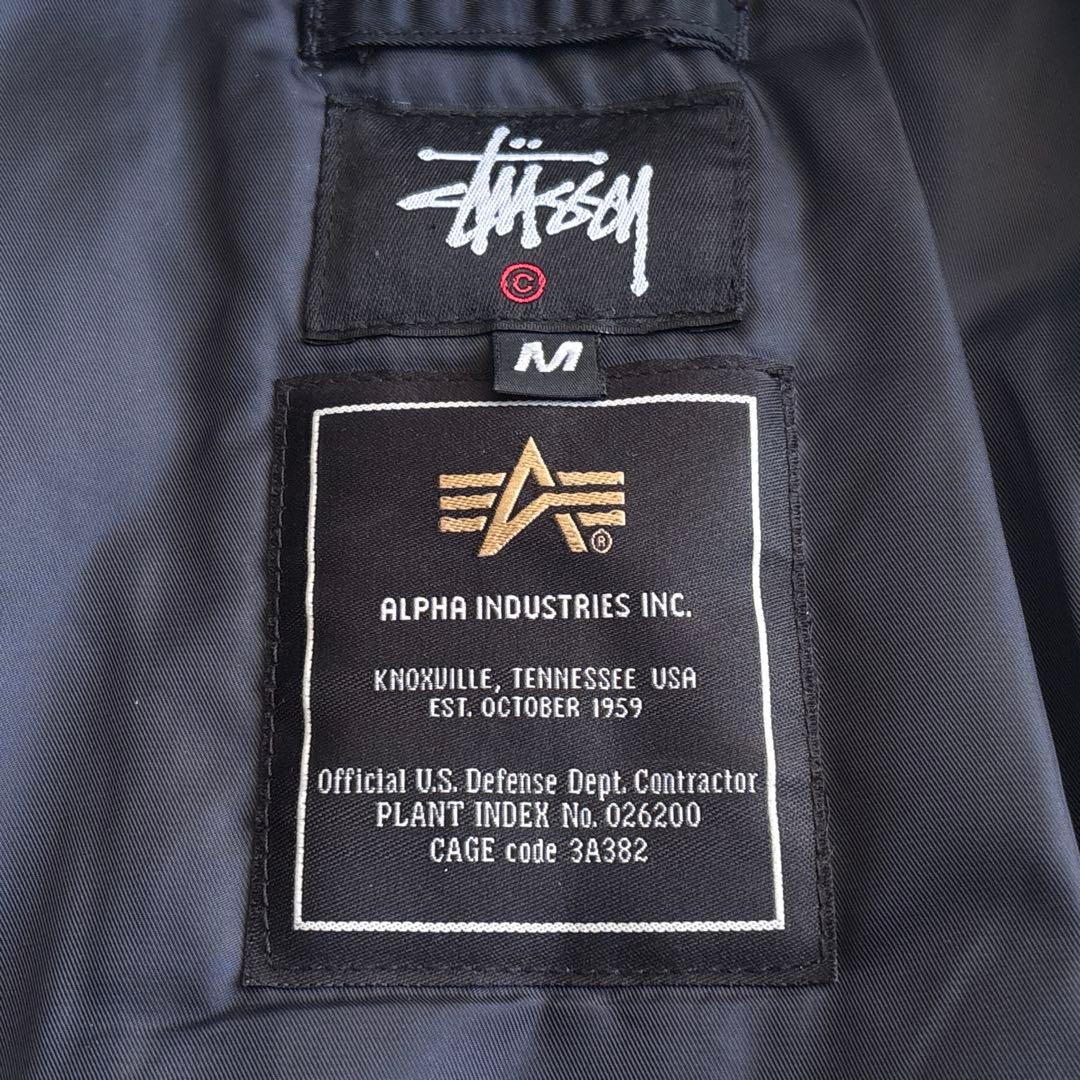 Stüssy
©
M
®
ALPHA INDUSTRIES INC.
KNOXVILLE, TENNESSEE USA
EST. OCTOBER 1959
Official U.S. Defense Dept. Contractor
PLANT INDEX No. 026200
CAGE code 3A382